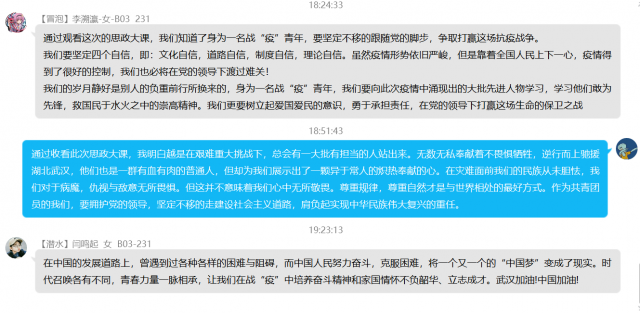 18:24:33
【冒泡】李溯瀛-女-B03 231
通过观看这次的思政大课，我们知道了身为一名战“疫”青年，要坚定不移的跟随党的脚步，争取打赢这场抗疫战争。
我们要坚定四个自信，即：文化自信，道路自信，制度自信，理论自信。虽然疫情形势依旧严峻，但是靠着全国人民上下一心，疫情得
到了很好的控制，我们也必将在党的领导下渡过难关！
我们的岁月静好是别人的负重前行所换来的，身为一名战“疫”青年，我们要向此次疫情中涌现出的大批先进人物学习，学习他们敢为
先锋，救国民于水火之中的崇高精神。我们更要树立起爱国爱民的意识，勇于承担责任，在党的领导下打赢这场生命的保卫之战
18:51:43
通过收看此次思政大课，我明白越是在艰难重大挑战下，总会有一大批有担当的人站出来。无数无私奉献着不畏惧牺牲，逆行而上驰援
湖北武汉，他们也是一群有血有肉的普通人，但却为我们展示出了一颗异于常人的炽热奉献的心。在灾难面前我们的民族从未胆怯，我
们对于病魔，仇视与敌意无所畏惧。但这并不意味着我们心中无所敬畏。尊重规律，尊重自然才是与世界相处的最好方式。作为共青团
员的我们，要拥护党的领导，坚定不移的走建设社会主义道路，肩负起实现中华民族伟大复兴的重任。
19:23:13
【潜水】闫鸣起 女 B03-231
在中国的发展道路上，曾遇到过各种各样的困难与阻碍，而中国人民努力奋斗，克服困难，将一个又一个的“中国梦”变成了现实。时
代召唤各有不同，青春力量一脉相承，让我们在战“疫”中培养奋斗精神和家国情怀不负韶华、立志成才。武汉加油!中国加油!